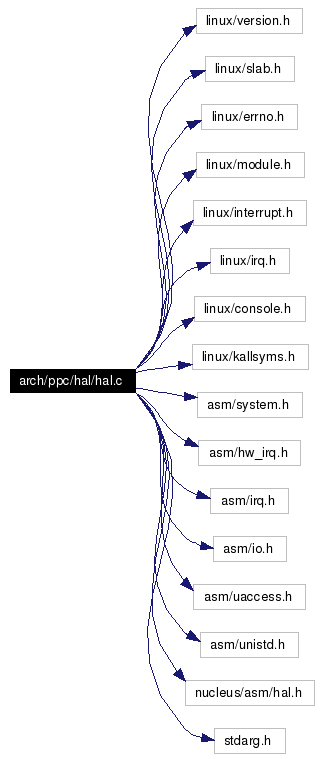 linux/version.h
linux/slab.h
linux/errno.h
linux/module.h
linux/interrupt.h
linux/irq.h
linux/console.h
linux/kallsyms.h
arch/ppc/hal/hal.c
asm/system.h
asm/hw_irq.h
asm/irq.h
asm/io.h
asm/uaccess.h
asm/unistd.h
nucleus/asm/hal.h
stdarg.h